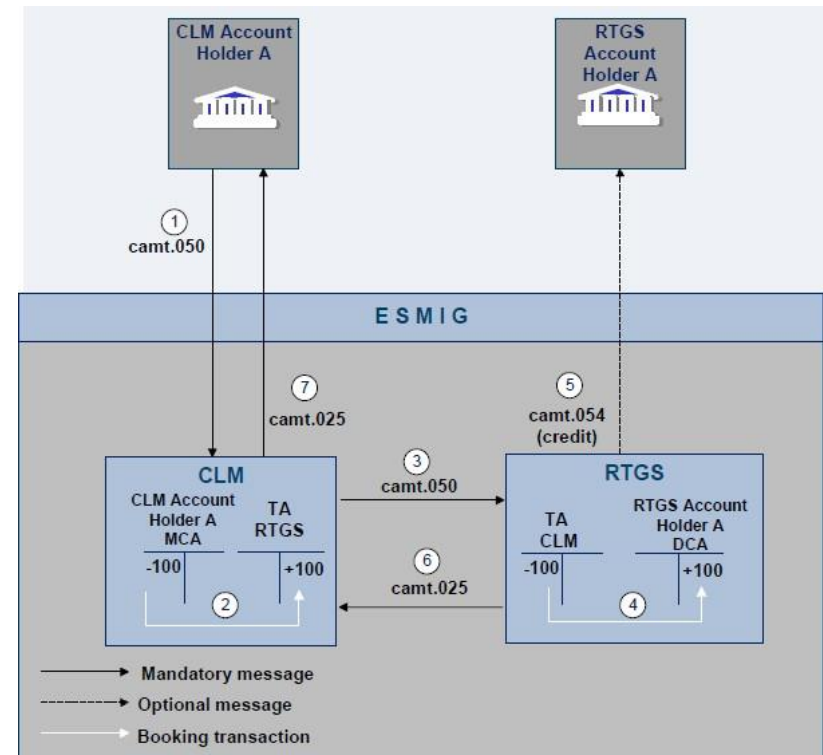 CLM Account
Holder A
RTGS
Account
Holder A
1
camt.050
E S M I G
7
camt.025
5
camt.054
(credit)
3
camt.050
CLM
CLM Account
Holder A
MCA
TA
RTGS
-100
+100
2
6
camt.025
RTGS
TA
CLM
RTGS Account
Holder A
DCA
-100
+100
4
Mandatory message
Optional message
Booking transaction